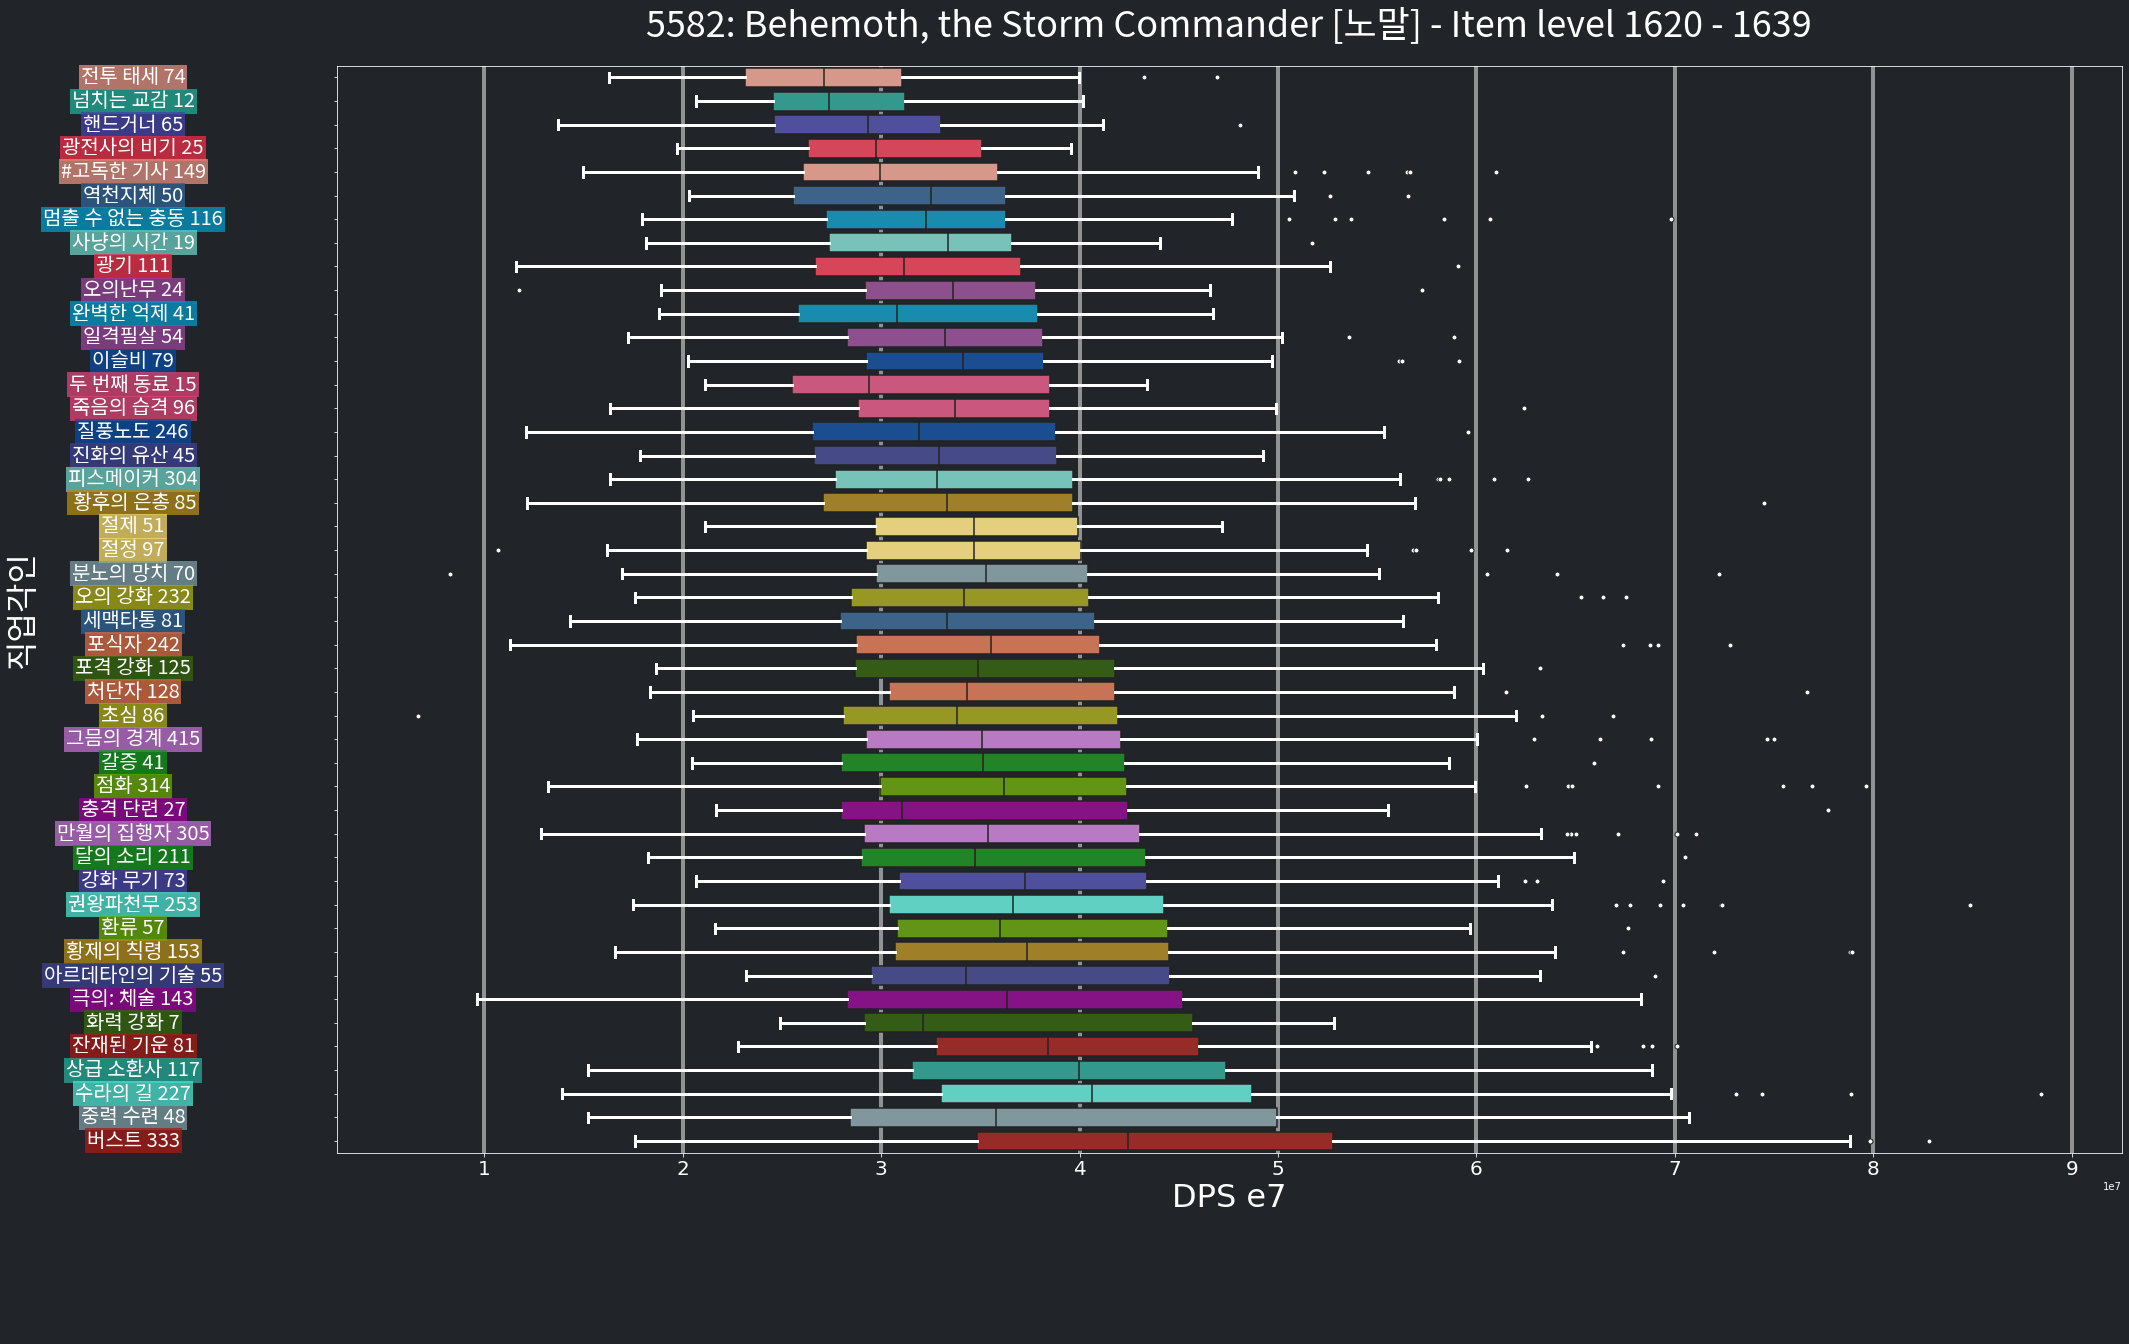 5582: Behemoth, the Storm Commander [노말] - Item level 1620 - 1639
전투 태세 74
넘치는 교감 12
핸드거너 65
광전사의 비기 25
#고독한 기사 149
역천지체 50
멈출 수 없는 충동 116
사냥의 시간 19
광기 111
오의난무 24
완벽한 억제 41
일격필살 54
이슬비 79
두 번째 동료 15
죽음의 습격 96
질풍노도 246
진화의 유산 45
피스메이커 304
황후의 은총 85
절제 51
절정 97
분노의 망치 70
오의 강화 232
세맥타통 81
포식자 242
포격 강화 125
처단자 128
초심 86
그믐의 경계 415
갈증 41
점화 314
충격 단련 27
만월의 집행자 305
달의 소리 211
강화 무기 73
권왕파천무 253
환류 57
황제의 칙령 153
아르데타인의 기술 55
극의: 체술 143
화력 강화 7
잔재된 기운 81
상급 소환사 117
수라의 길 227
중력 수련 48
버스트 333
직업각인
1 2 3 4 5 6 7 8 9
DPS e7
1e7